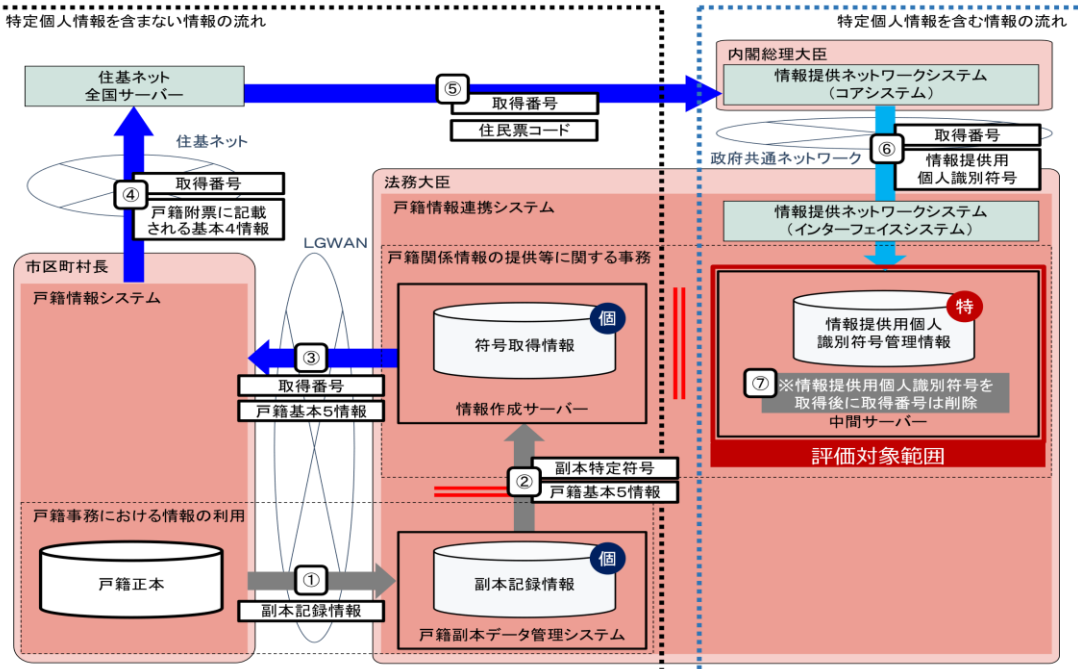 特定個人情報を含まない情報の流れ
特定個人情報を含む情報の流れ
内閣総理大臣
住基ネット
全国サーバー
⑤
取得番号
住民票コード
情報提供ネットワークシステム
(コアシステム)
住基ネット
政府共通ネットワーク
⑥
取得番号
情報提供用
個人識別符号
④
取得番号
戸籍附票に記載
される基本4情報
法務大臣
戸籍情報連携システム
情報提供ネットワークシステム
(インターフェイスシステム)
LGWAN
市区町村長
戸籍情報システム
戸籍関係情報の提供等に関する事務
個
符号取得情報
特
情報提供用個人
識別符号管理情報
③
取得番号
戸籍基本5情報
情報作成サーバー
⑦
※情報提供用個人識別符号を
取得後に取得番号は削除
中間サーバー
評価対象範囲
②
副本特定符号
戸籍基本5情報
戸籍事務における情報の利用
戸籍正本
①
副本記録情報
個
副本記録情報
戸籍副本データ管理システム